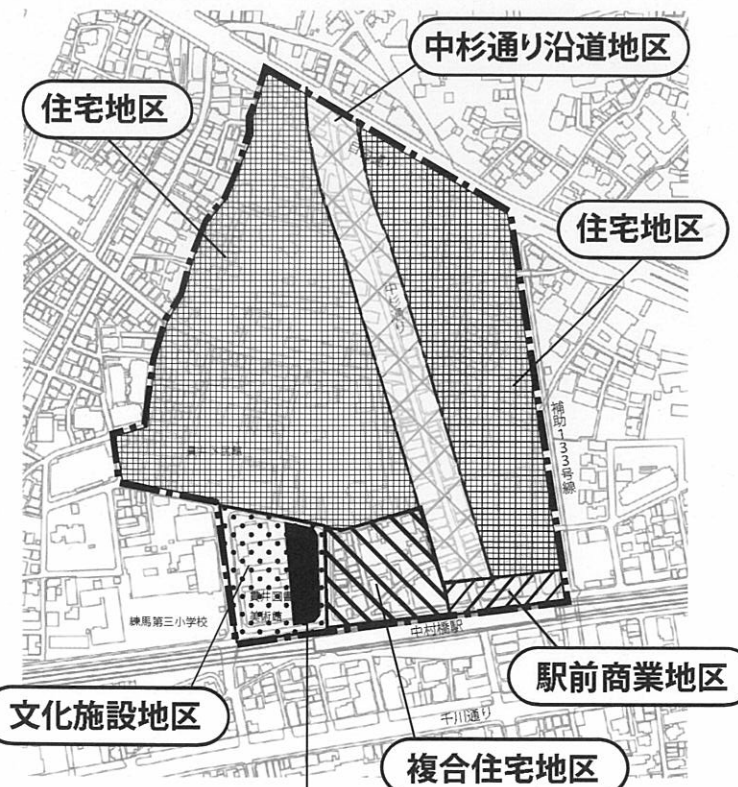 中杉通り沿道地区
住宅地区
住宅地区
中杉通り
補助133号線
練馬第三小学校
中村橋駅
駅前商業地区
文化施設地区
千川通り
複合住宅地区